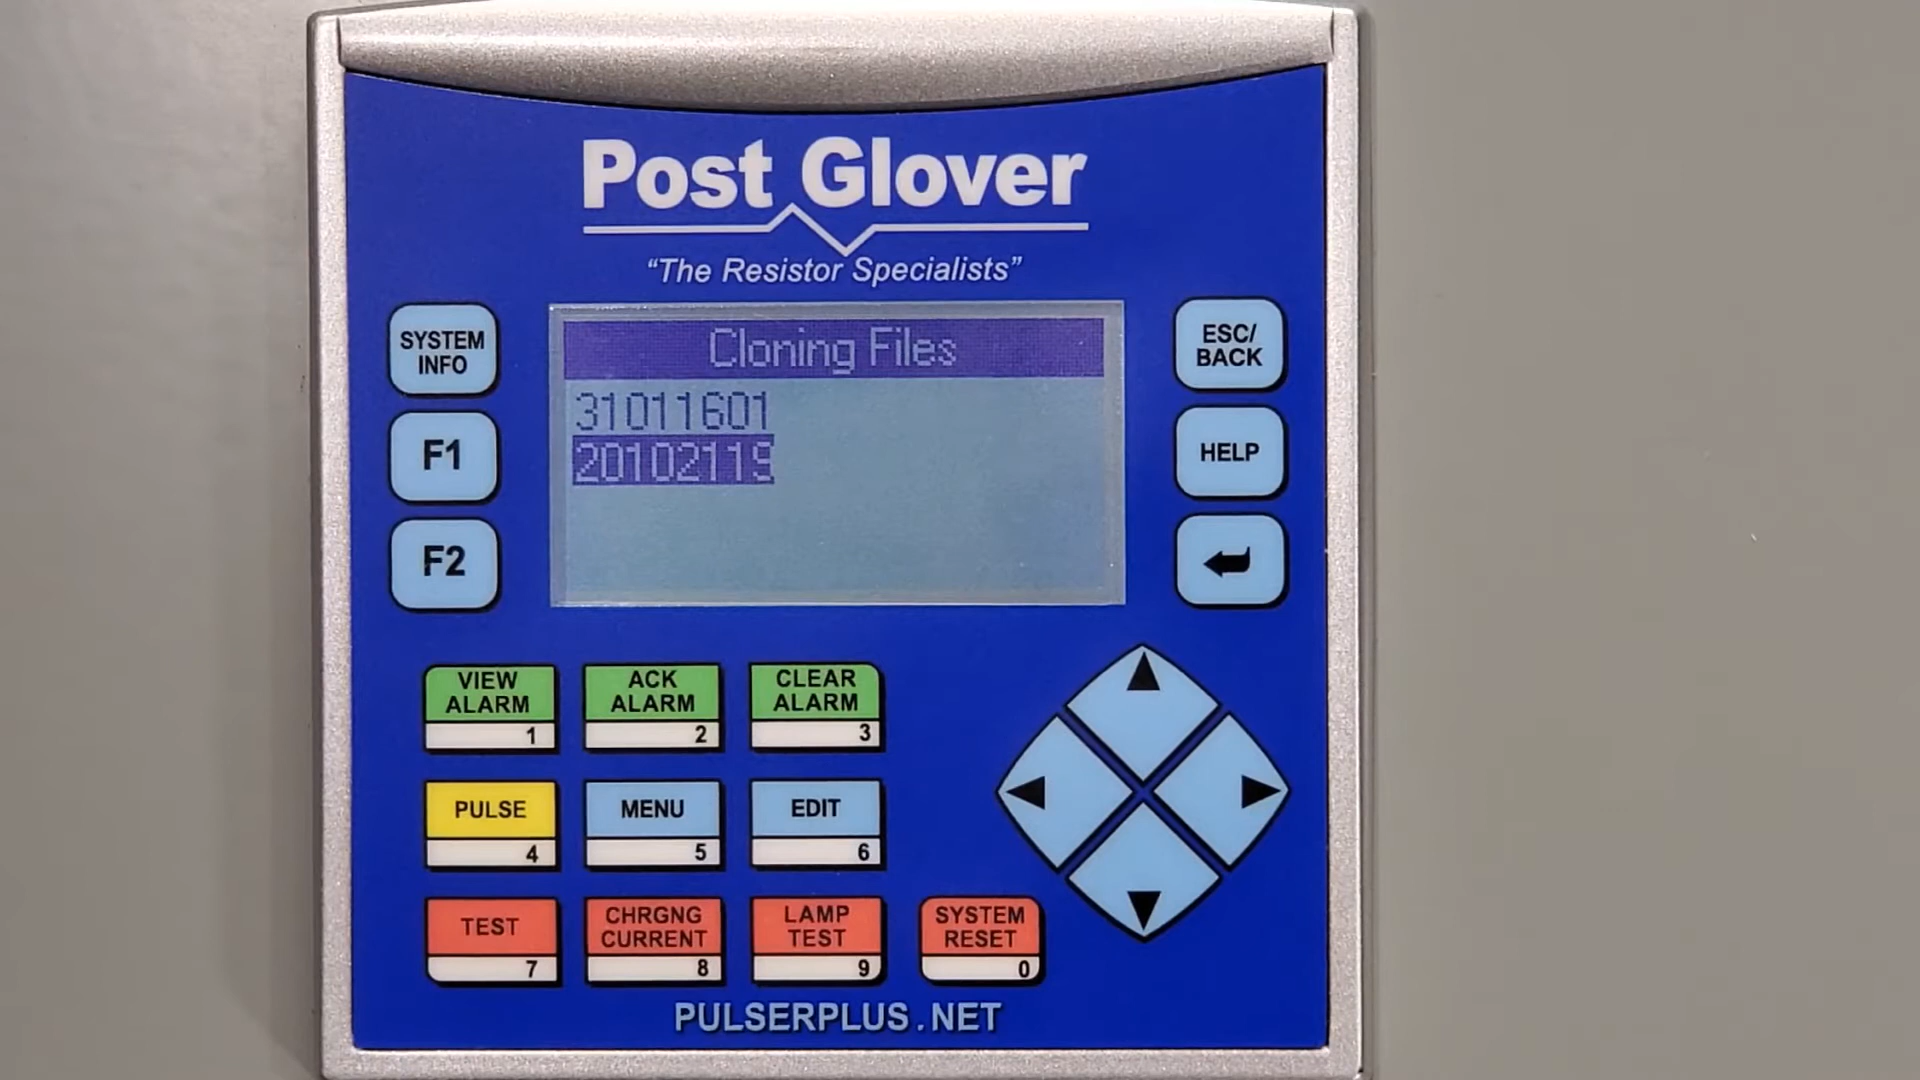 Post Glover
“The Resistor Specialists”
SYSTEM
INFO
F1
F2
Cloning Files
31011601
20102119
ESC/
BACK
HELP
VIEW
ALARM
1
ACK
ALARM
2
CLEAR
ALARM
3
PULSE
4
MENU
5
EDIT
6
TEST
7
CHRGNG
CURRENT
8
LAMP
TEST
9
SYSTEM
RESET
0
PULSERPLUS.NET